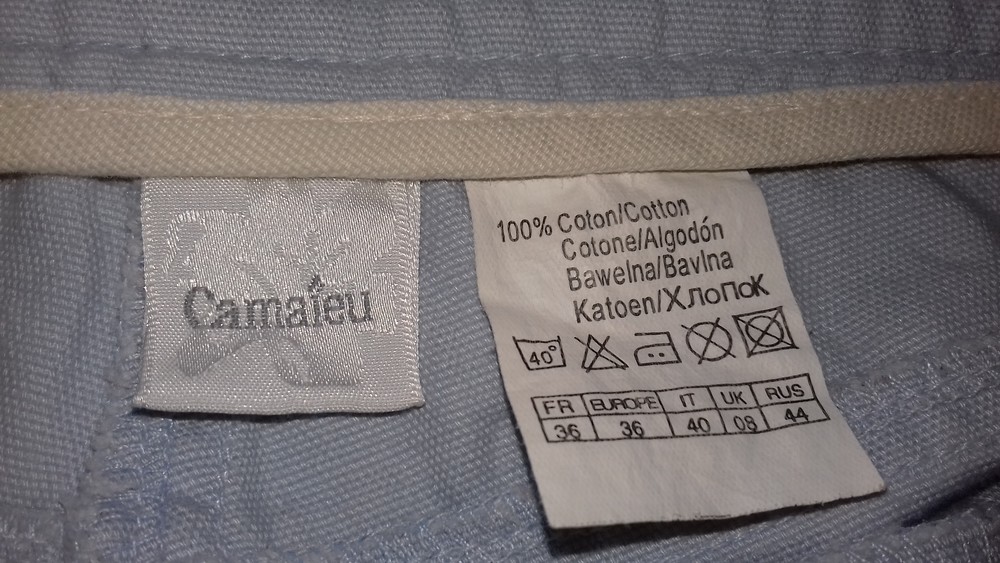 Camaïeu
100% Coton/Cotton
Cotone/Algodón
Bawelna/Bavlna
Katoen/Хлопок
40°
FR EUROPE IT UK RUS
36 36 40 08 44